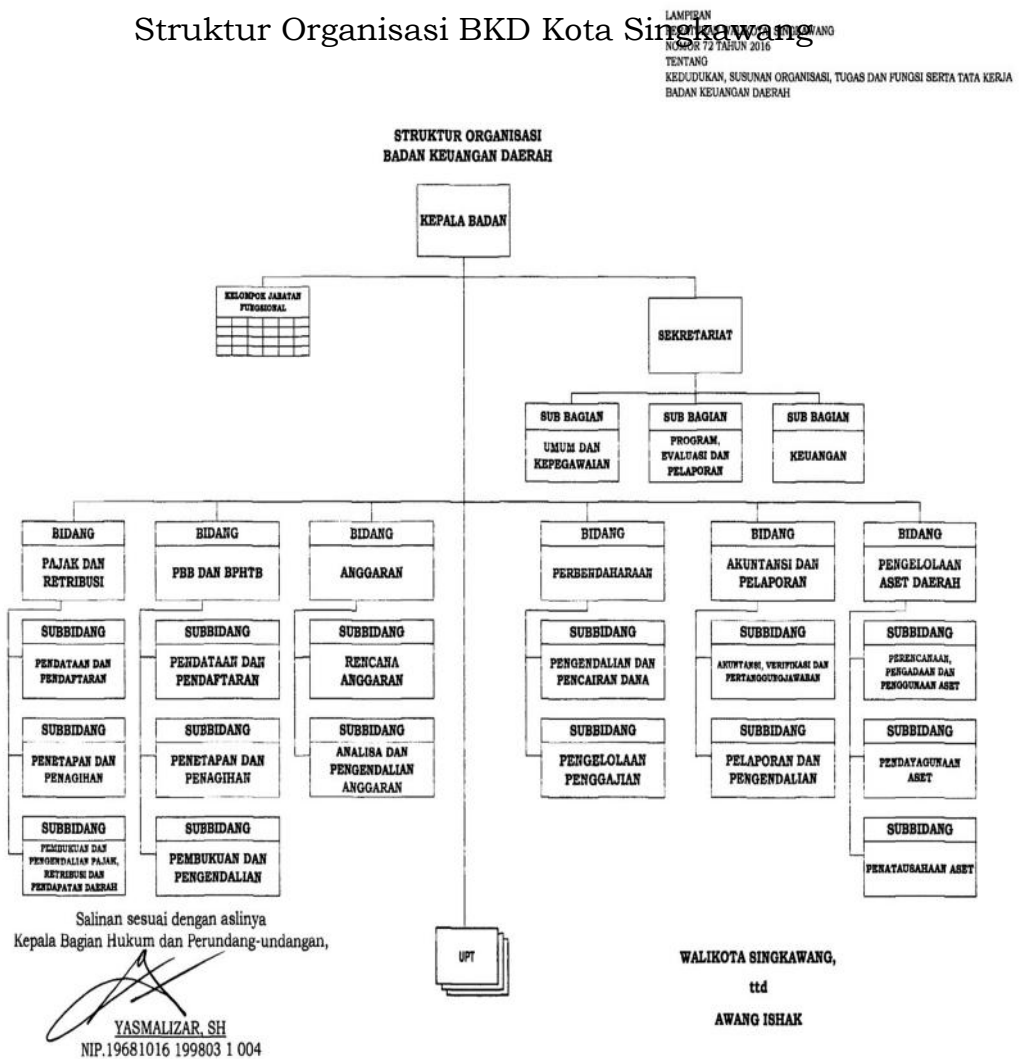 Struktur Organisasi BKD Kota Singkawang
LAMPIRAN
PERATURAN WALIKOTA SINGKAWANG
NOMOR 72 TAHUN 2016
TENTANG
KEDUDUKAN, SUSUNAN ORGANISASI, TUGAS DAN FUNGSI SERTA TATA KERJA
BADAN KEUANGAN DAERAH
STRUKTUR ORGANISASI
BADAN KEUANGAN DAERAH
KEPALA BADAN
KELOMPOK JABATAN
FUNGSIONAL
SEKRETARIAT
SUB BAGIAN
UMUM DAN
KEPEGAWAIAN
SUB BAGIAN
PROGRAM,
EVALUASI DAN
PELAPORAN
SUB BAGIAN
KEUANGAN
BIDANG
PAJAK DAN
RETRIBUSI
BIDANG
PBB DAN BPHTB
BIDANG
ANGGARAN
BIDANG
PERBENDAHARAAN
BIDANG
AKUNTANSI DAN
PELAPORAN
BIDANG
PENGELOLAAN
ASET DAERAH
SUBBIDANG
PENDATAAN DAN
PENDAFTARAN
SUBBIDANG
PENDATAAN DAN
PENDAFTARAN
SUBBIDANG
RENCANA
ANGGARAN
SUBBIDANG
PENGENDALIAN DAN
PENCAIRAN DANA
SUBBIDANG
AKUNTANSI, VERIFIKASI DAN
PERTANGGUNGJAWABAN
SUBBIDANG
PERENCANAAN,
PENGADAAN DAN
PENGGUNAAN ASET
SUBBIDANG
PENETAPAN DAN
PENAGIHAN
SUBBIDANG
PENETAPAN DAN
PENAGIHAN
SUBBIDANG
ANALISA DAN
PENGENDALIAN
ANGGARAN
SUBBIDANG
PENGELOLAAN
PENGGAJIAN
SUBBIDANG
PELAPORAN DAN
PENGENDALIAN
SUBBIDANG
PENDAYAGUNAAN
ASET
SUBBIDANG
PEMBUKUAN DAN
PENGENDALIAN PAJAK,
RETRIBUSI DAN
PENDAPATAN DAERAH
SUBBIDANG
PEMBUKUAN DAN
PENGENDALIAN
SUBBIDANG
PENATAUSAHAAN ASET
Salinan sesuai dengan aslinya
Kepala Bagian Hukum dan Perundang-undangan,
YASMALIZAR, SH
NIP.19681016 199803 1 004
UPT
WALIKOTA SINGKAWANG,
ttd
AWANG ISHAK